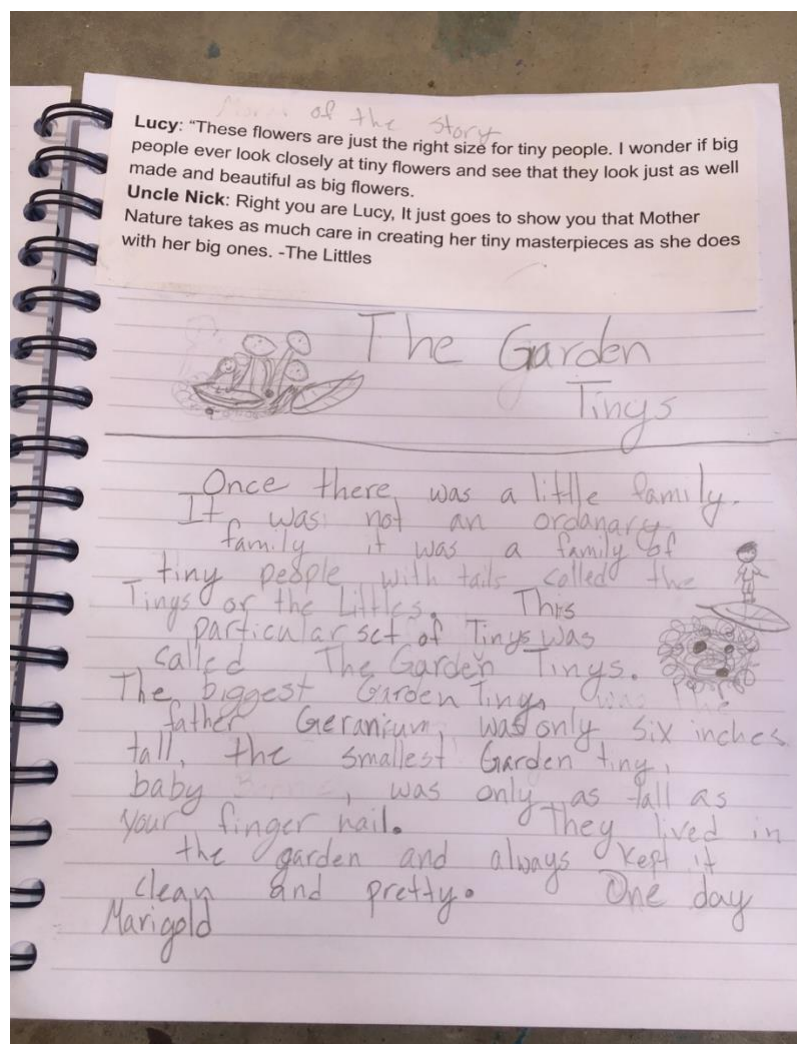 of the story
Lucy: “These flowers are just the right size for tiny people. I wonder if big
people ever look closely at tiny flowers and see that they look just as well
made and beautiful as big flowers.
Uncle Nick: Right you are Lucy, It just goes to show you that Mother
Nature takes as much care in creating her tiny masterpieces as she does
with her big ones. -The Littles
The Garden
Tinys
Once there was a little family.
It was not an ordanary
family it was a family of
tiny people with tails called the
Tinys or the Littles. This
particular set of Tinys was
called The Garden Tinys.
The biggest Garden Tiny,
father Geranium, was only six inches
tall, the smallest Garden tiny,
baby , was only as tall as
your finger nail. They lived in
the garden and always kept it
clean and pretty. One day
Marigold